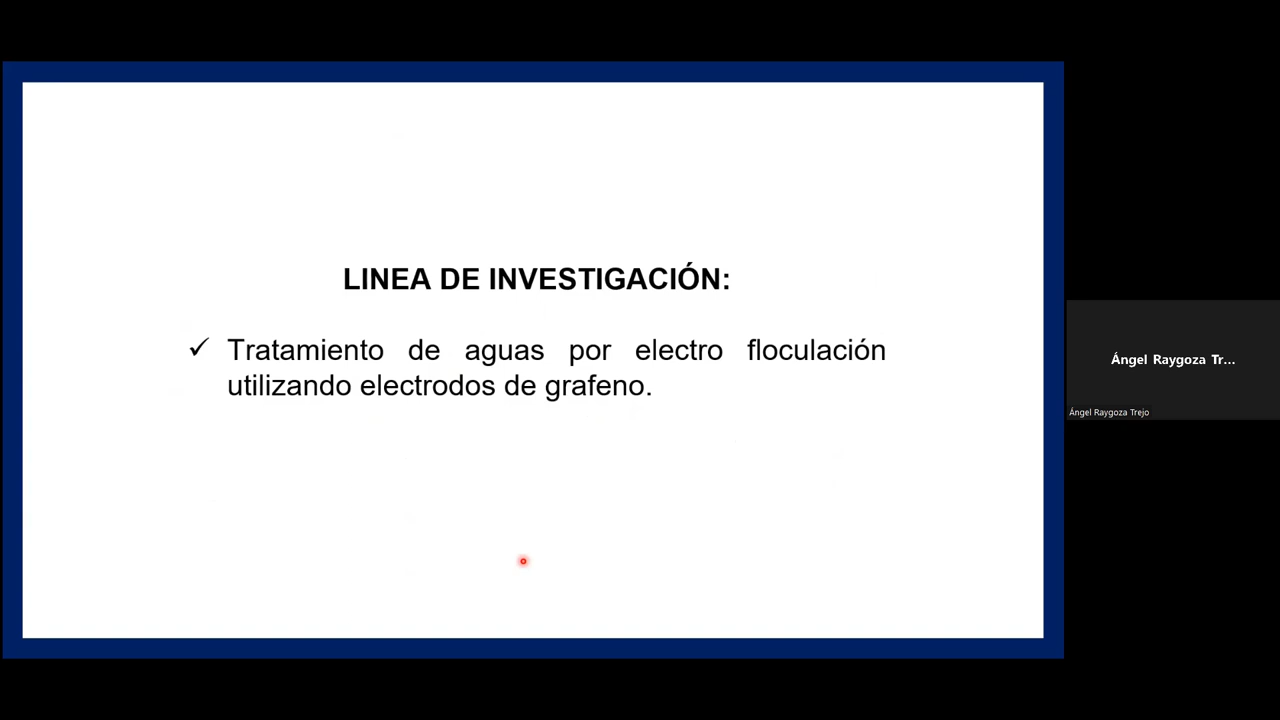 LINEA DE INVESTIGACIÓN:
✓ Tratamiento de aguas por electro floculación
utilizando electrodos de grafeno.
Ángel Raygoza Tr...
Ángel Raygoza Trejo